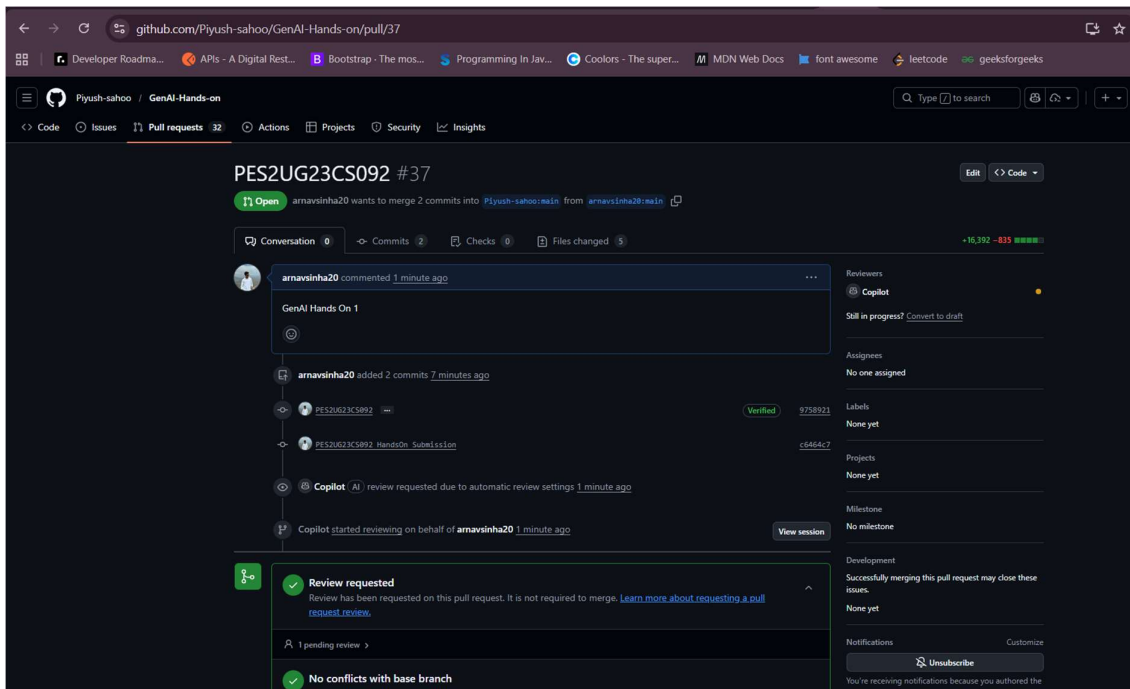 github.com/Piyush-sahoo/GenAI-Hands-on/pull/37
Developer Roadma... APIs - A Digital Rest... Bootstrap · The mos... Programming In Jav... Coolors - The super... MDN Web Docs font awesome leetcode geeksforgeeks
Piyush-sahoo / GenAI-Hands-on Type / to search
Code Issues Pull requests 32 Actions Projects Security Insights
PES2UG23CS092 #37
Edit Code
Open arnavsinha20 wants to merge 2 commits into Piyush-sahoo:main from arnavsinha20:main
Conversation 0 Commits 2 Checks 0 Files changed 5 +16,392 −835
arnavsinha20 commented 1 minute ago
GenAI Hands On 1
arnavsinha20 added 2 commits 7 minutes ago
PES2UG23CS092 ... Verified 9758921
PES2UG23CS092 HandsOn Submission c6464c7
Copilot AI review requested due to automatic review settings 1 minute ago
Copilot started reviewing on behalf of arnavsinha20 1 minute ago View session
Review requested
Review has been requested on this pull request. It is not required to merge. Learn more about requesting a pull
request review.
1 pending review
No conflicts with base branch
Reviewers
Copilot
Still in progress? Convert to draft
Assignees
No one assigned
Labels
None yet
Projects
None yet
Milestone
No milestone
Development
Successfully merging this pull request may close these
issues.
None yet
Notifications Customize
Unsubscribe
You're receiving notifications because you authored the